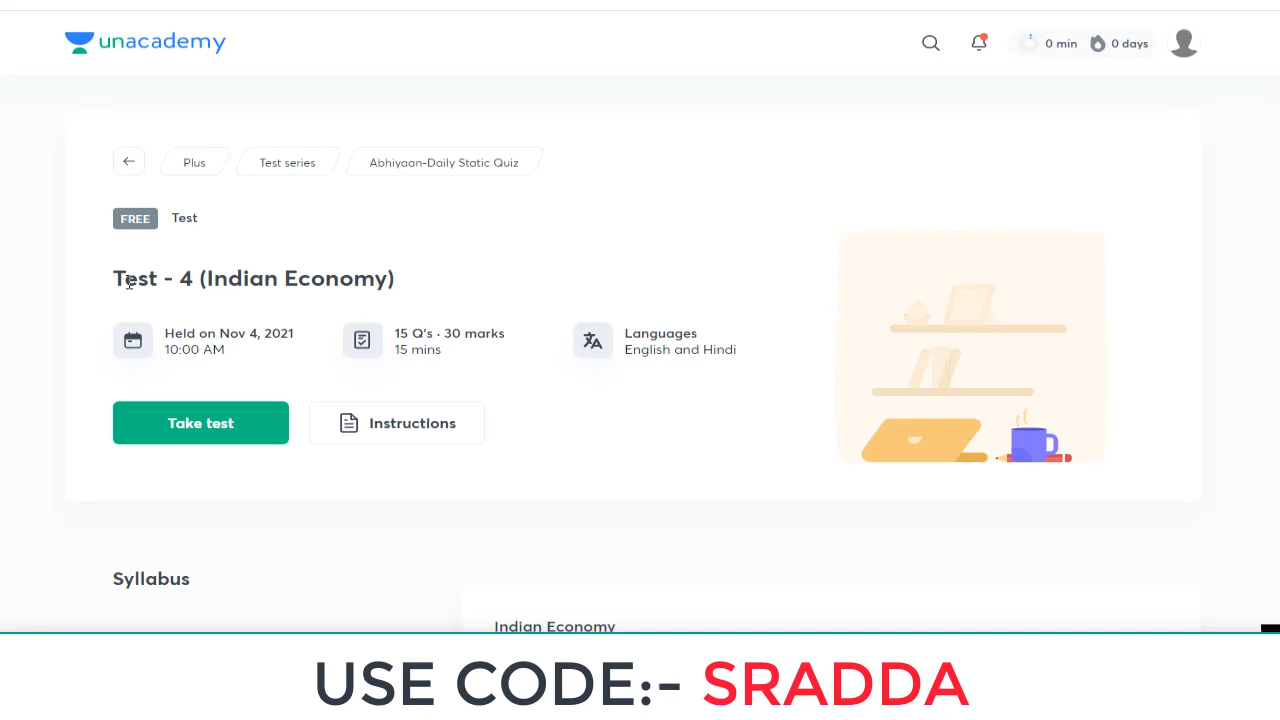 unacademy
0 min
0 days
Plus
Test series
Abhiyaan-Daily Static Quiz
FREE
Test
Test - 4 (Indian Economy)
Held on Nov 4, 2021
10:00 AM
15 Q's · 30 marks
15 mins
Languages
English and Hindi
Take test
Instructions
Syllabus
Indian Economy
USE CODE:- SRADDA